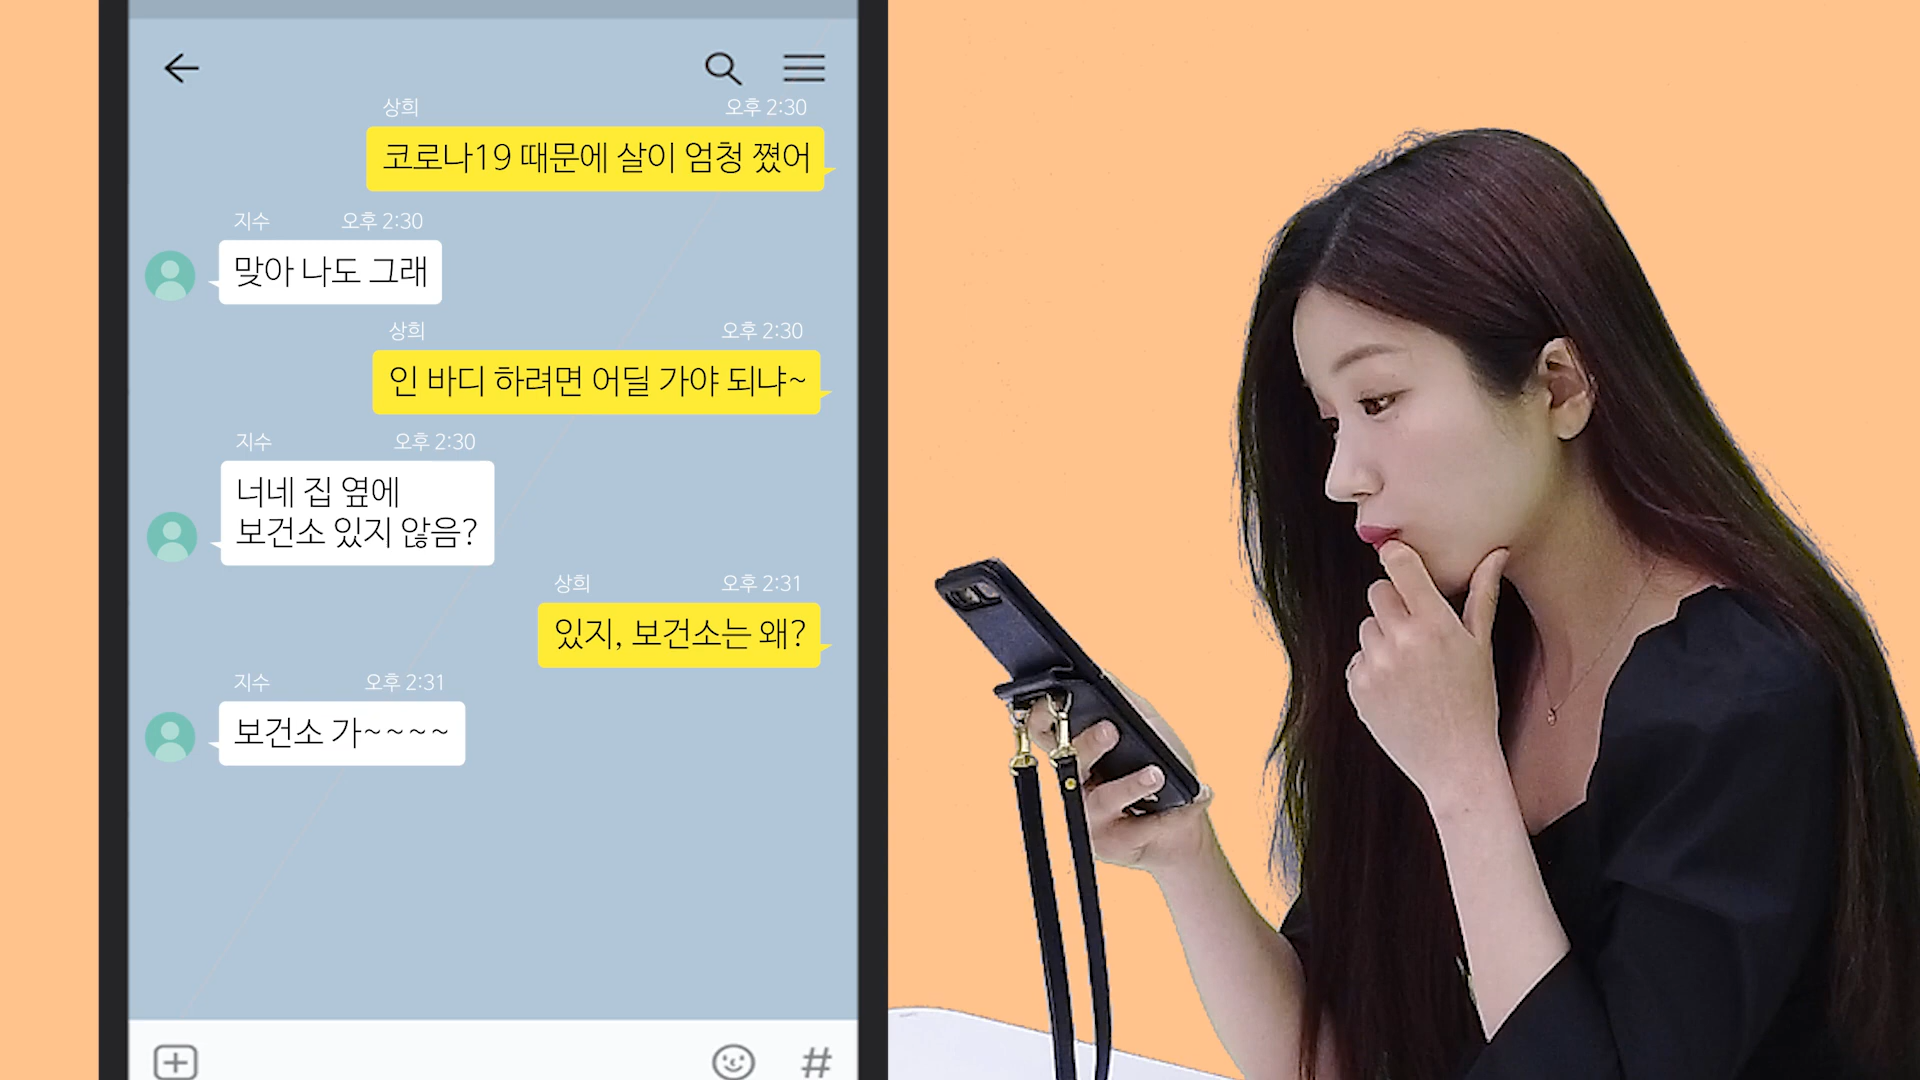 상희 오후 2:30
코로나19 때문에 살이 엄청 쪘어
지수 오후 2:30
맞아 나도 그래
상희 오후 2:30
인 바디 하려면 어딜 가야 되냐~
지수 오후 2:30
너네 집 옆에
보건소 있지 않음?
상희 오후 2:31
있지, 보건소는 왜?
지수 오후 2:31
보건소 가~~~~
#